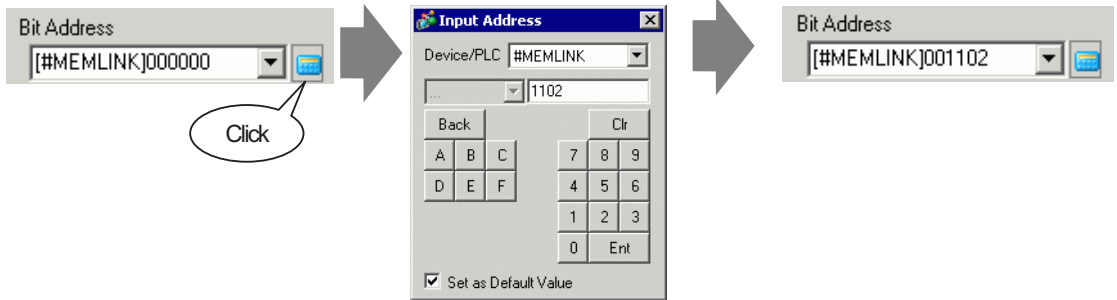 Bit Address
[#MEMLINK]000000
Click
Input Address
Device/PLC #MEMLINK
... 1102
Back Clr
A B C 7 8 9
D E F 4 5 6
1 2 3
0 Ent
Set as Default Value
Bit Address
[#MEMLINK]001102